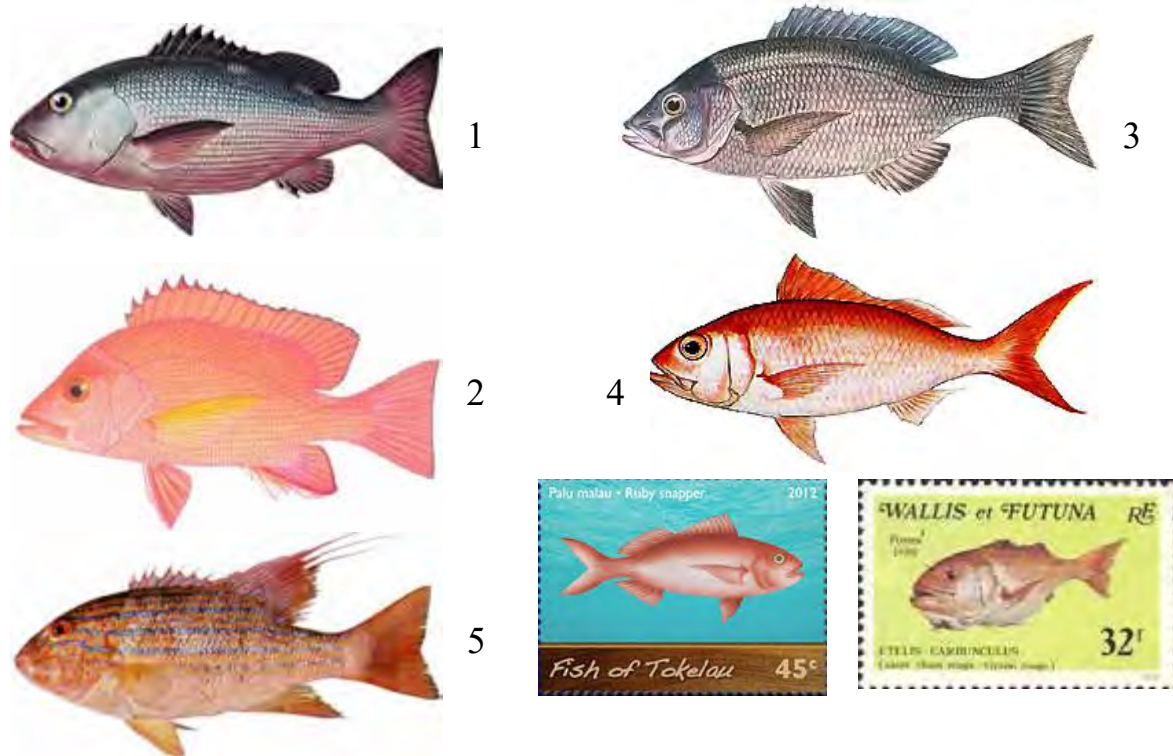 1
3
2
4
5
Palu malau • Ruby snapper 2012
Fish of Tokelau 45c
WALLIS et FUTUNA RF
32f
ETELIS CARBUNCULUS